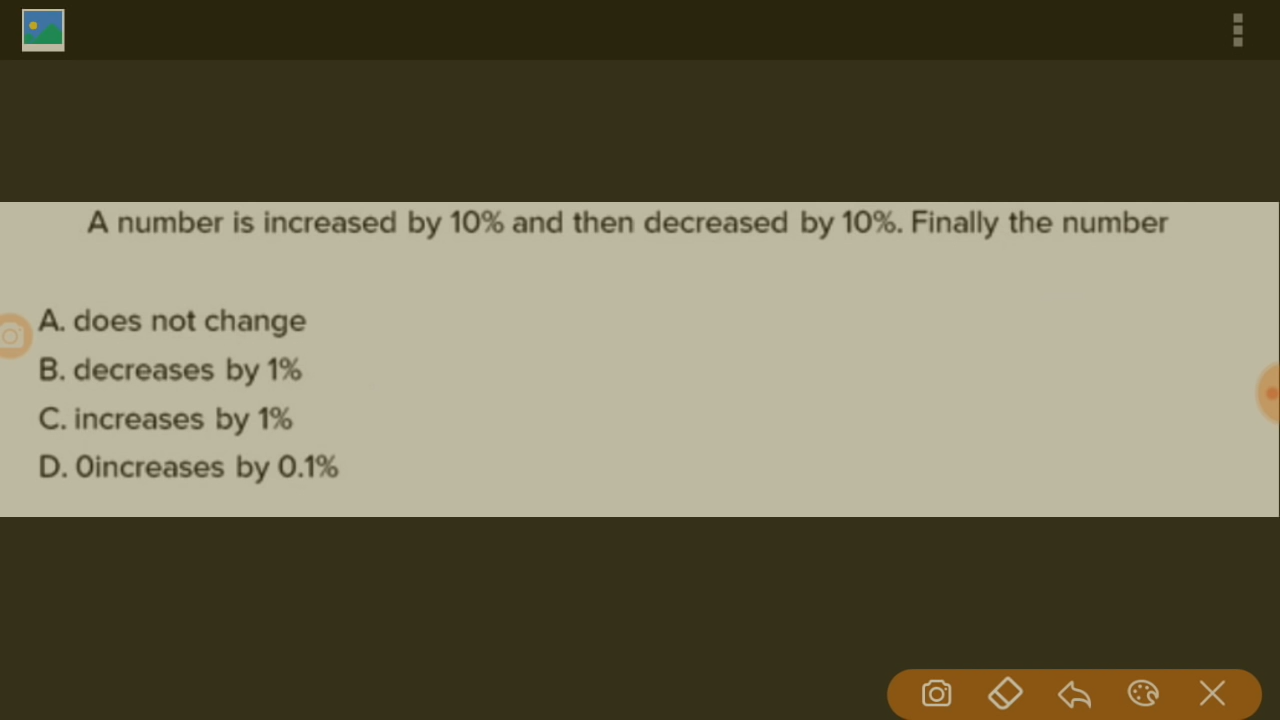 A number is increased by 10% and then decreased by 10%. Finally the number
A. does not change
B. decreases by 1%
C. increases by 1%
D. 0increases by 0.1%